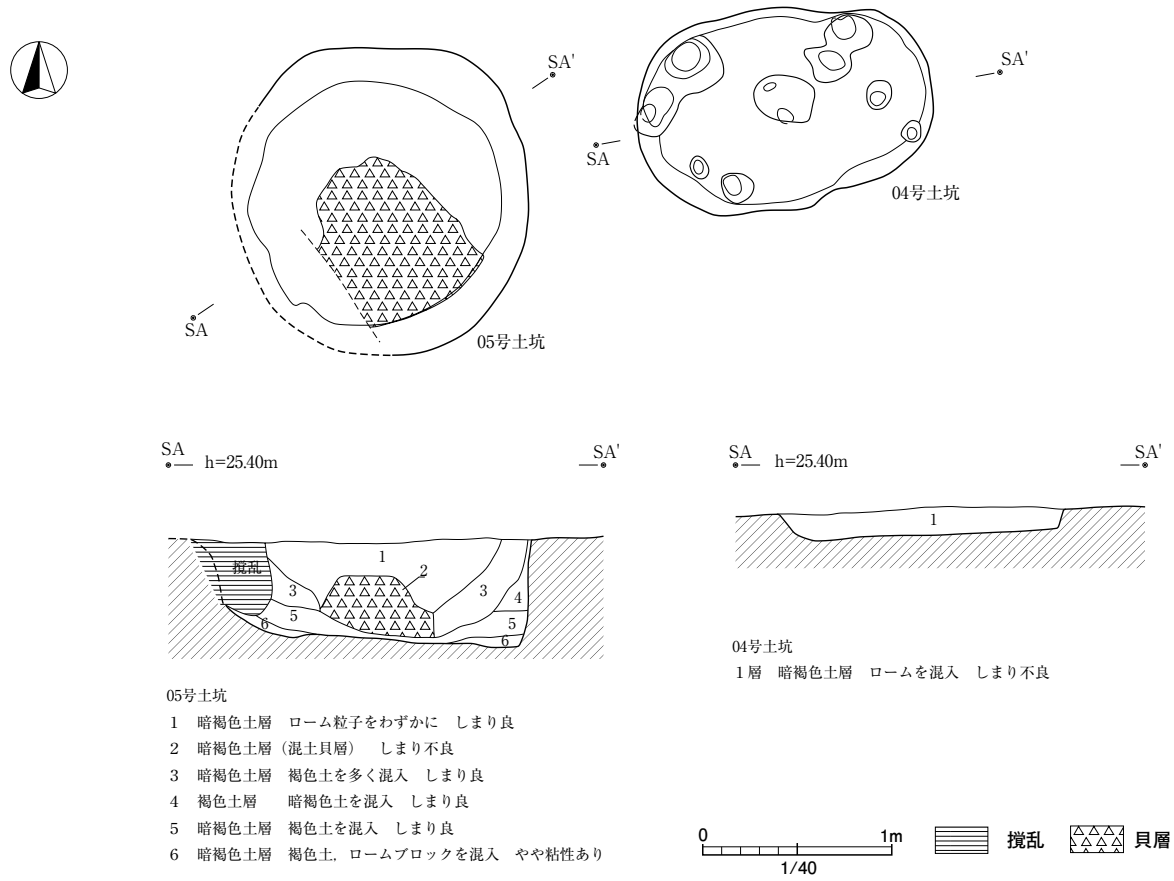 SA'
SA
05号土坑
SA'
SA
04号土坑
SA
h=25.40m
SA'
1
2
3
3
4
5
5
6
6
撹乱
SA
h=25.40m
SA'
1
05号土坑
1 暗褐色土層 ローム粒子をわずかに しまり良
2 暗褐色土層（混土貝層） しまり不良
3 暗褐色土層 褐色土を多く混入 しまり良
4 褐色土層 暗褐色土を混入 しまり良
5 暗褐色土層 褐色土を混入 しまり良
6 暗褐色土層 褐色土，ロームブロックを混入 やや粘性あり
04号土坑
1層 暗褐色土層 ロームを混入 しまり不良
0 1m
1/40
撹乱
貝層